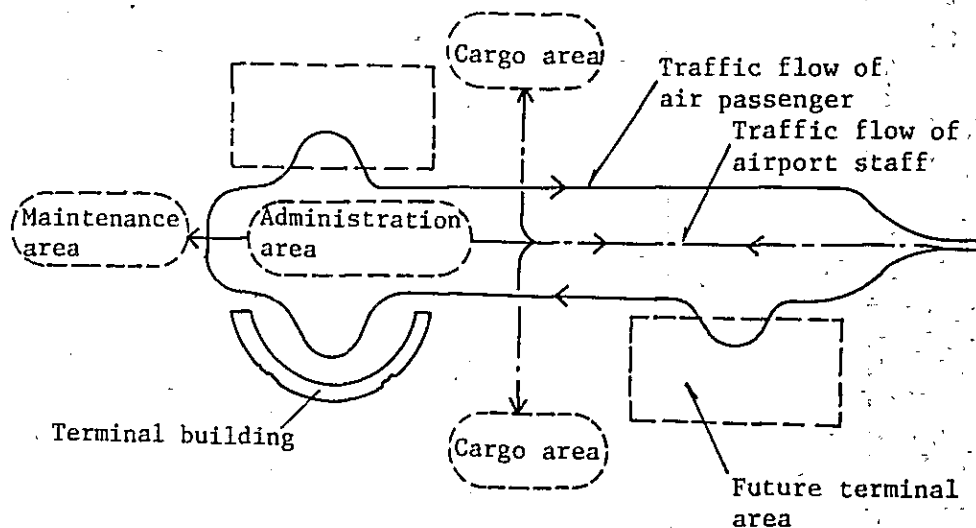 Cargo area
Traffic flow of
air passenger
Traffic flow of
airport staff
Maintenance
area
Administration
area
Terminal building
Cargo area
Future terminal
area